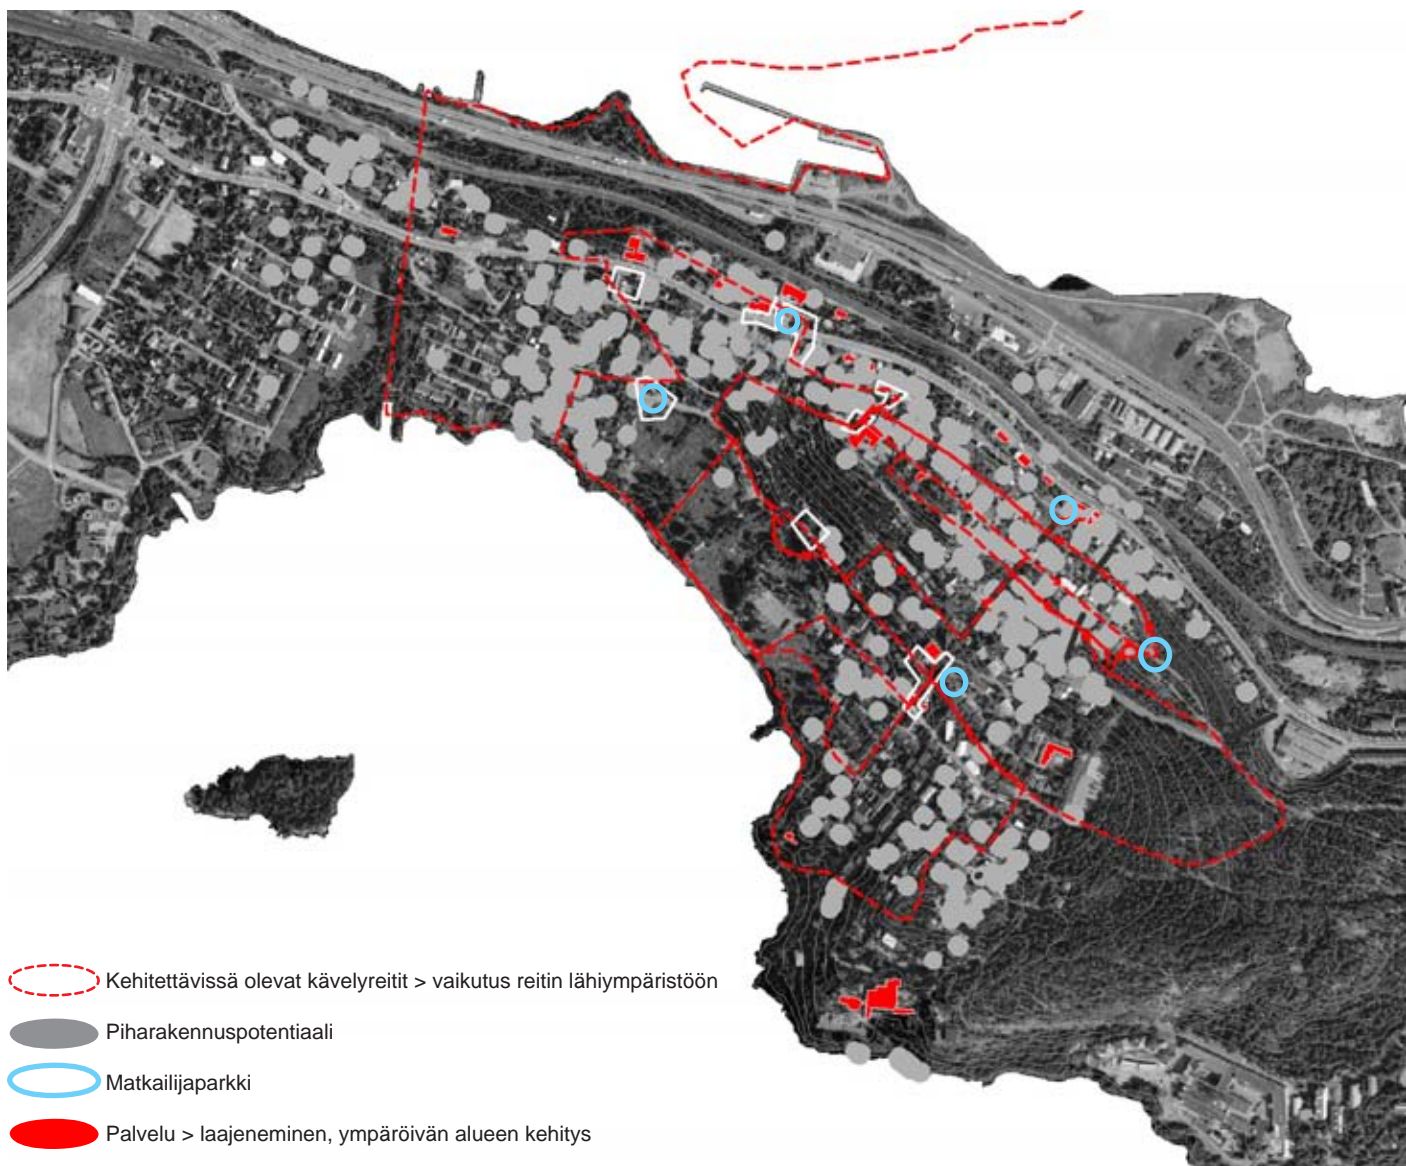 Kehitettävissä olevat kävelyreitit > vaikutus reitin lähiympäristöön
Piharakennuspotentiaali
Matkailijaparkki
Palvelu > laajeneminen, ympäröivän alueen kehitys